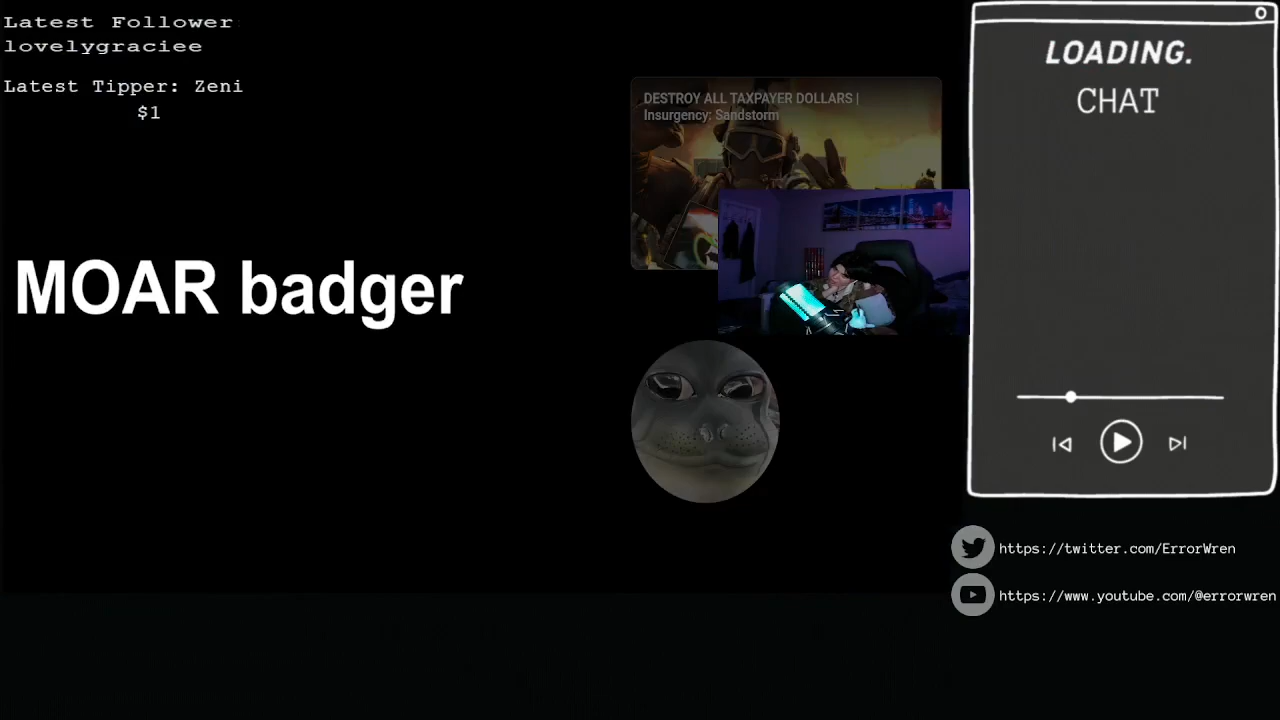 Latest Follower:
lovelygraciee
Latest Tipper: Zeni
$1
MOAR badger
DESTROY ALL TAXPAYER DOLLARS |
Insurgency: Sandstorm
LOADING.
CHAT
https://twitter.com/ErrorWren
https://www.youtube.com/@errorwren